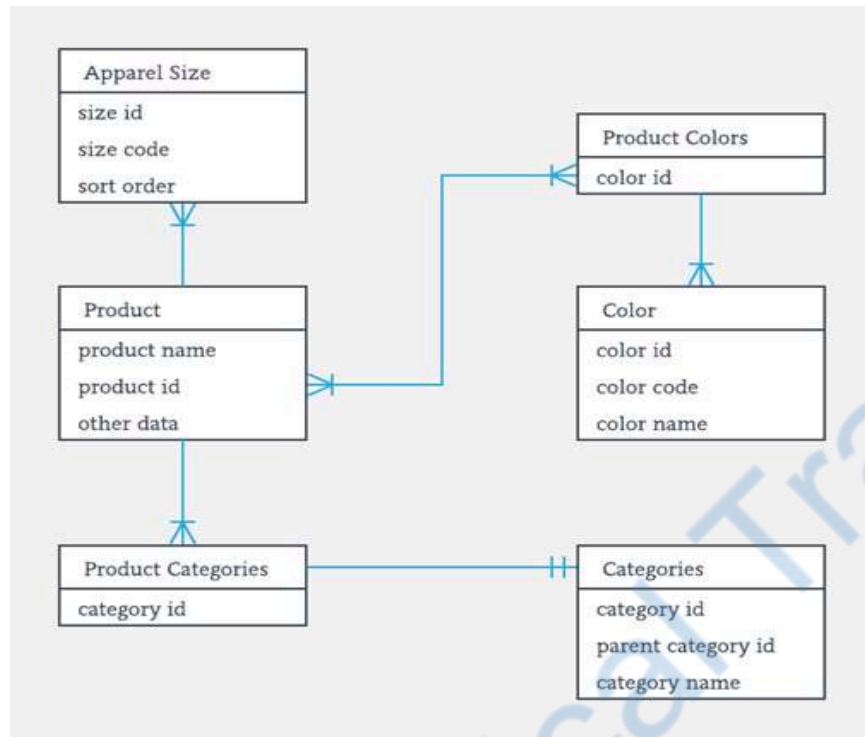 Apparel Size
size id
size code
sort order
Product Colors
color id
Product
product name
product id
other data
Color
color id
color code
color name
Product Categories
category id
Categories
category id
parent category id
category name